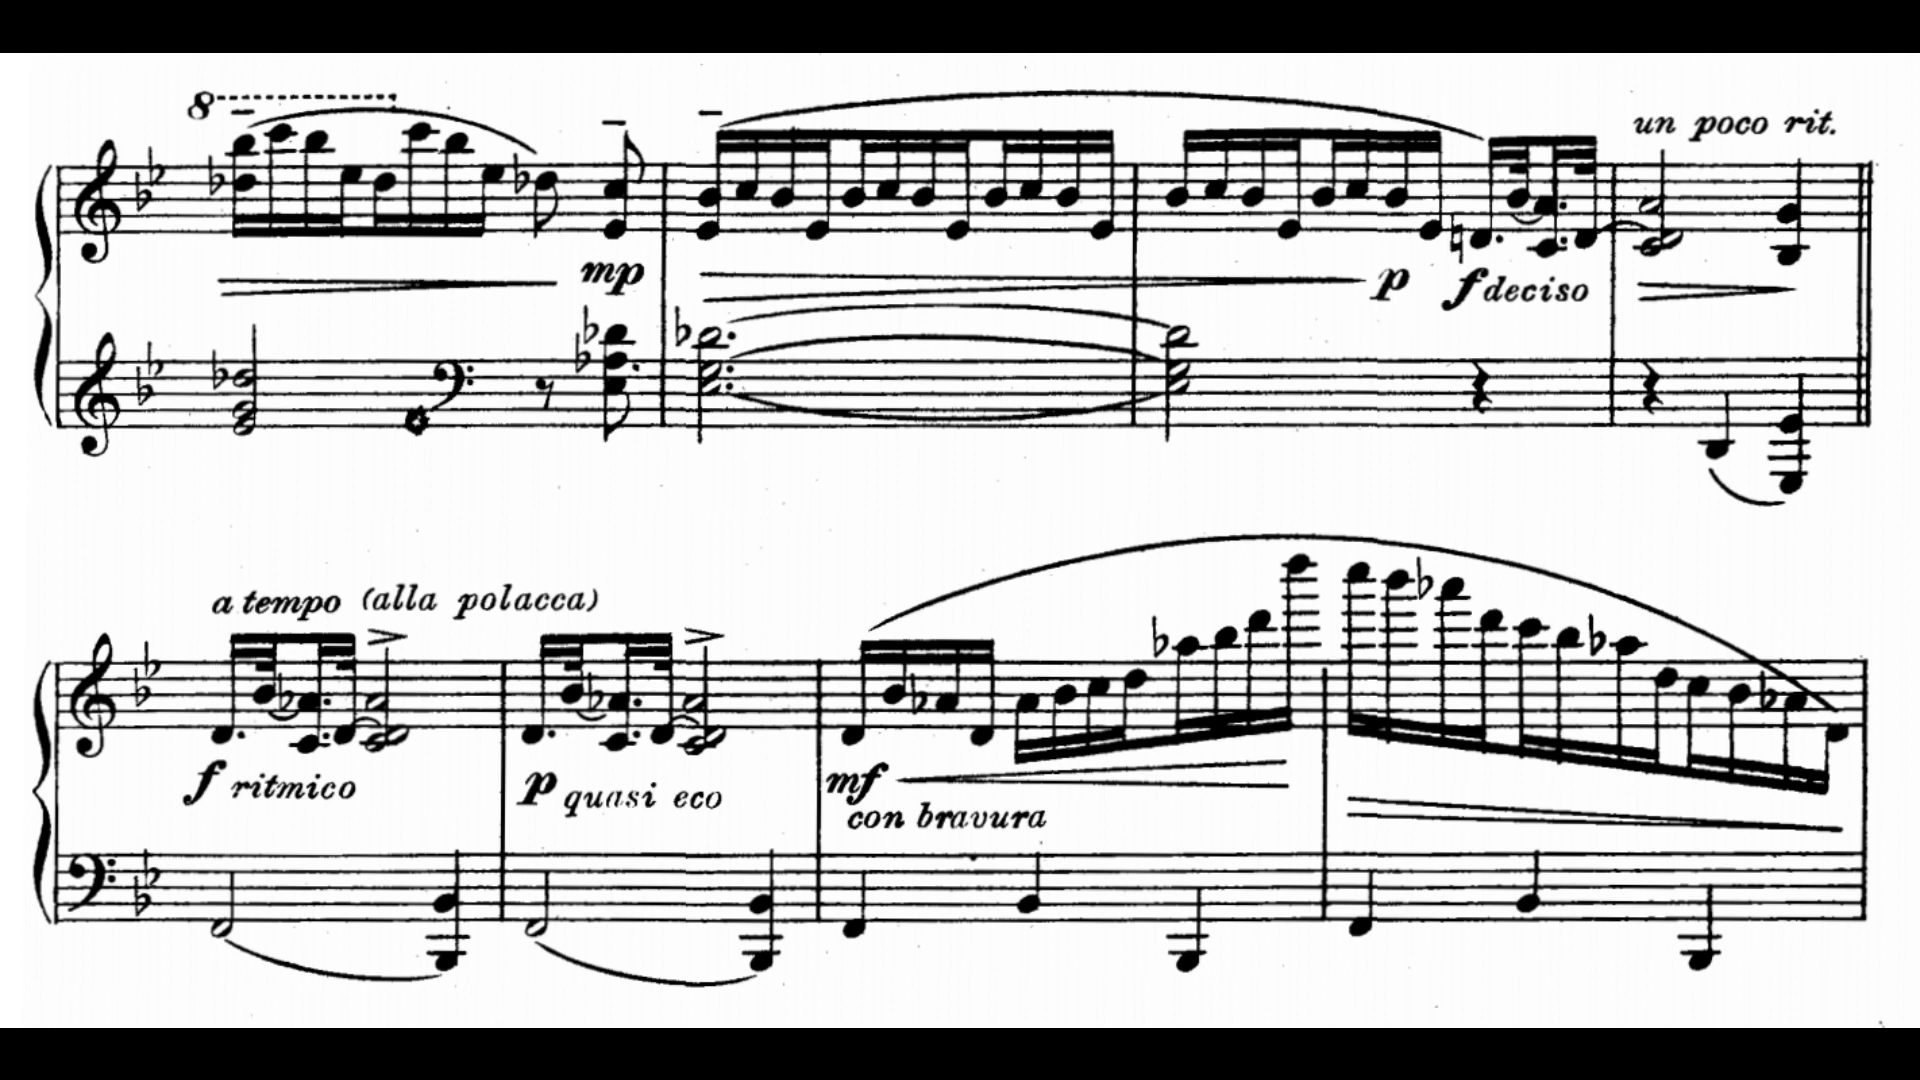 8
un poco rit.
mp
p
f deciso
a tempo (alla polacca)
f ritmico
p quasi eco
mf
con bravura